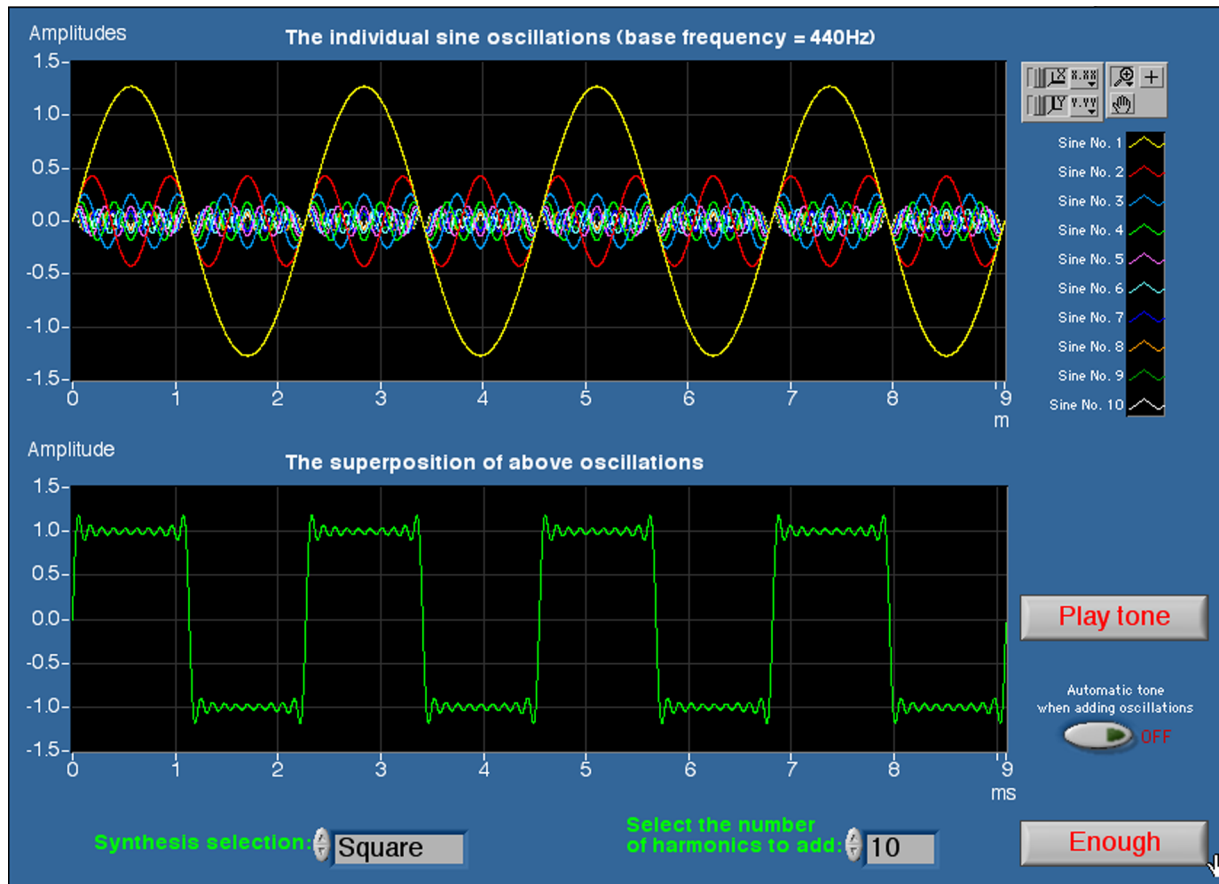 Amplitudes
The individual sine oscillations (base frequency = 440Hz)
1.5
1.0
0.5
0.0
-0.5
-1.0
-1.5
0 1 2 3 4 5 6 7 8 9
m
X X.XX
Y Y.YY
Sine No. 1
Sine No. 2
Sine No. 3
Sine No. 4
Sine No. 5
Sine No. 6
Sine No. 7
Sine No. 8
Sine No. 9
Sine No. 10
Amplitude
The superposition of above oscillations
1.5
1.0
0.5
0.0
-0.5
-1.0
-1.5
0 1 2 3 4 5 6 7 8 9
ms
Play tone
Automatic tone
when adding oscillations
OFF
Synthesis selection:
Square
Select the number
of harmonics to add:
10
Enough